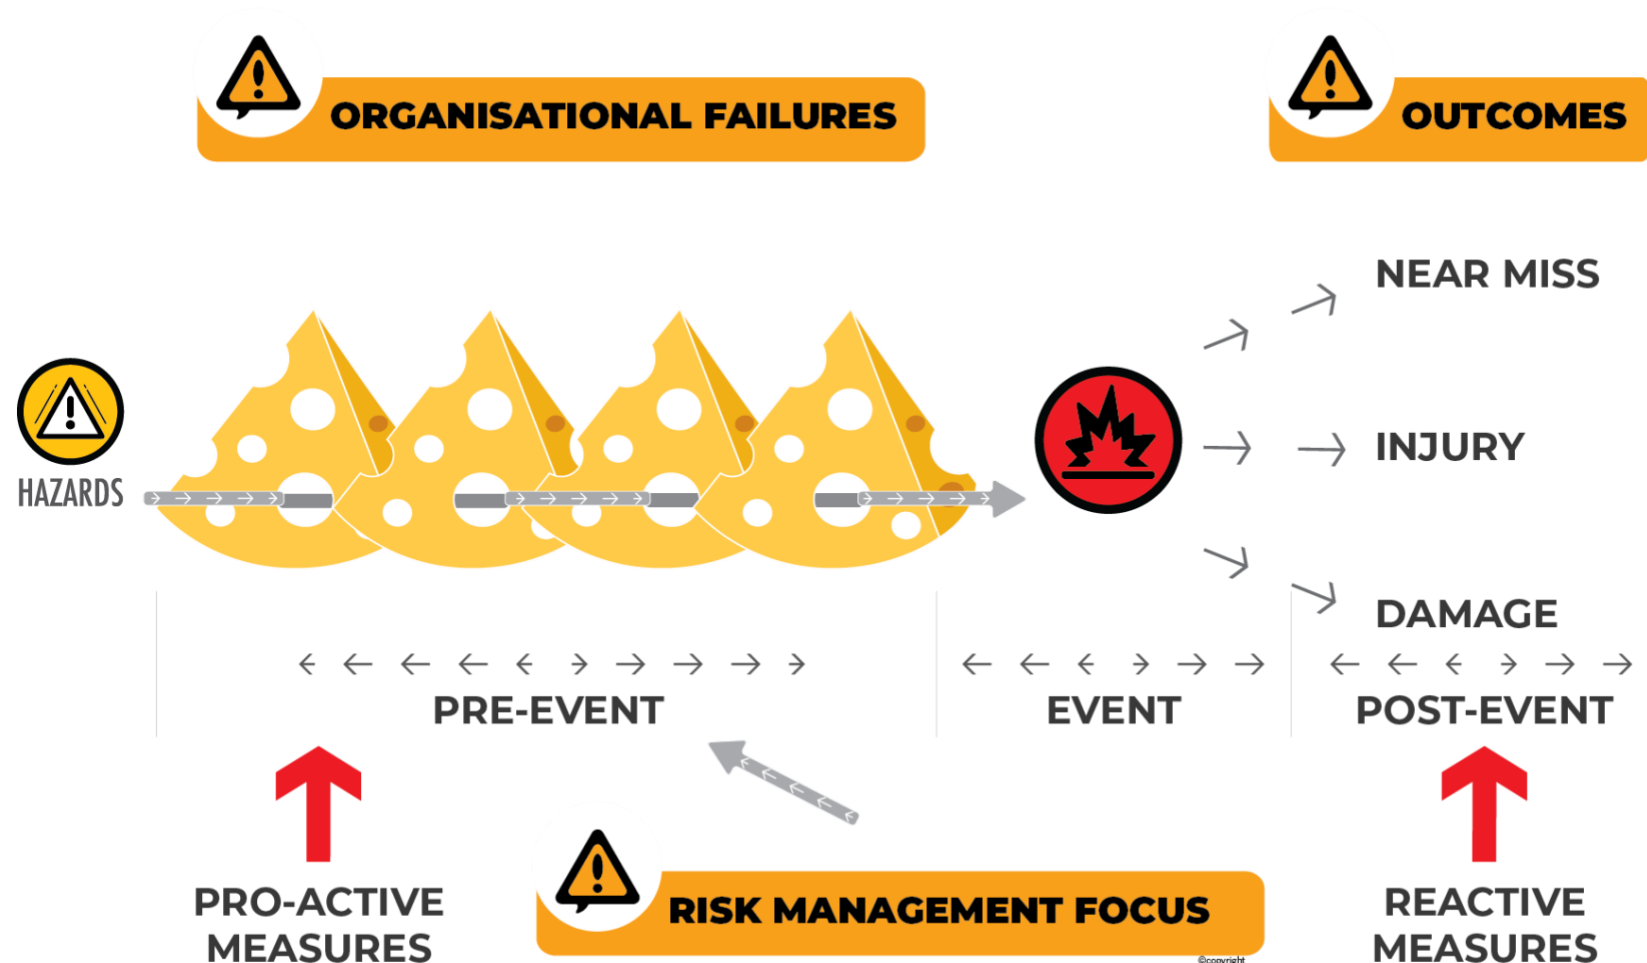 ORGANISATIONAL FAILURES
OUTCOMES
NEAR MISS
HAZARDS
INJURY
DAMAGE
PRE-EVENT
EVENT
POST-EVENT
PRO-ACTIVE
MEASURES
RISK MANAGEMENT FOCUS
REACTIVE
MEASURES
©copyright